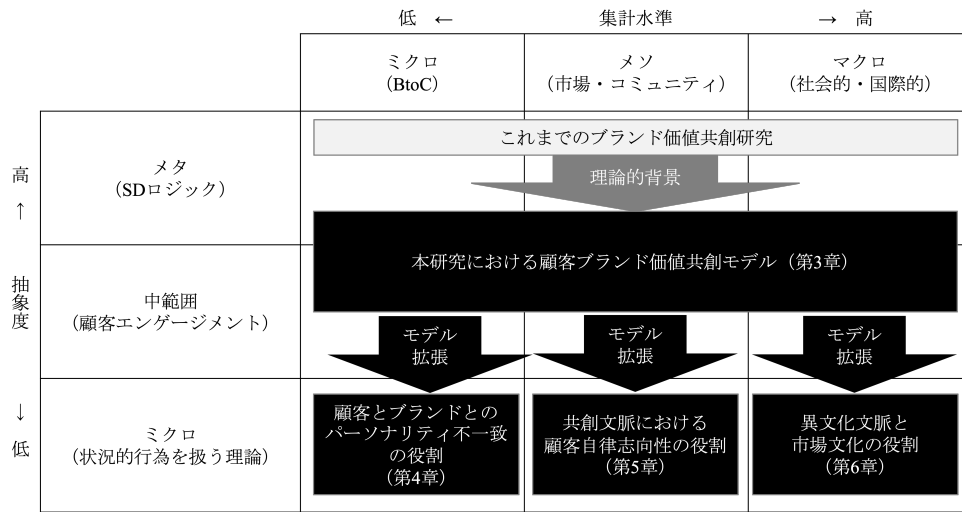 低 ← 集計水準 → 高
ミクロ
(BtoC)
メソ
(市場・コミュニティ)
マクロ
(社会的・国際的)
高
↑
抽象度
↓
低
メタ
(SDロジック)
これまでのブランド価値共創研究
理論的背景
本研究における顧客ブランド価値共創モデル(第3章)
中範囲
(顧客エンゲージメント)
モデル
拡張
モデル
拡張
モデル
拡張
ミクロ
(状況的行為を扱う理論)
顧客とブランドとの
パーソナリティ不一致
の役割
(第4章)
共創文脈における
顧客自律志向性の役割
(第5章)
異文化文脈と
市場文化の役割
(第6章)